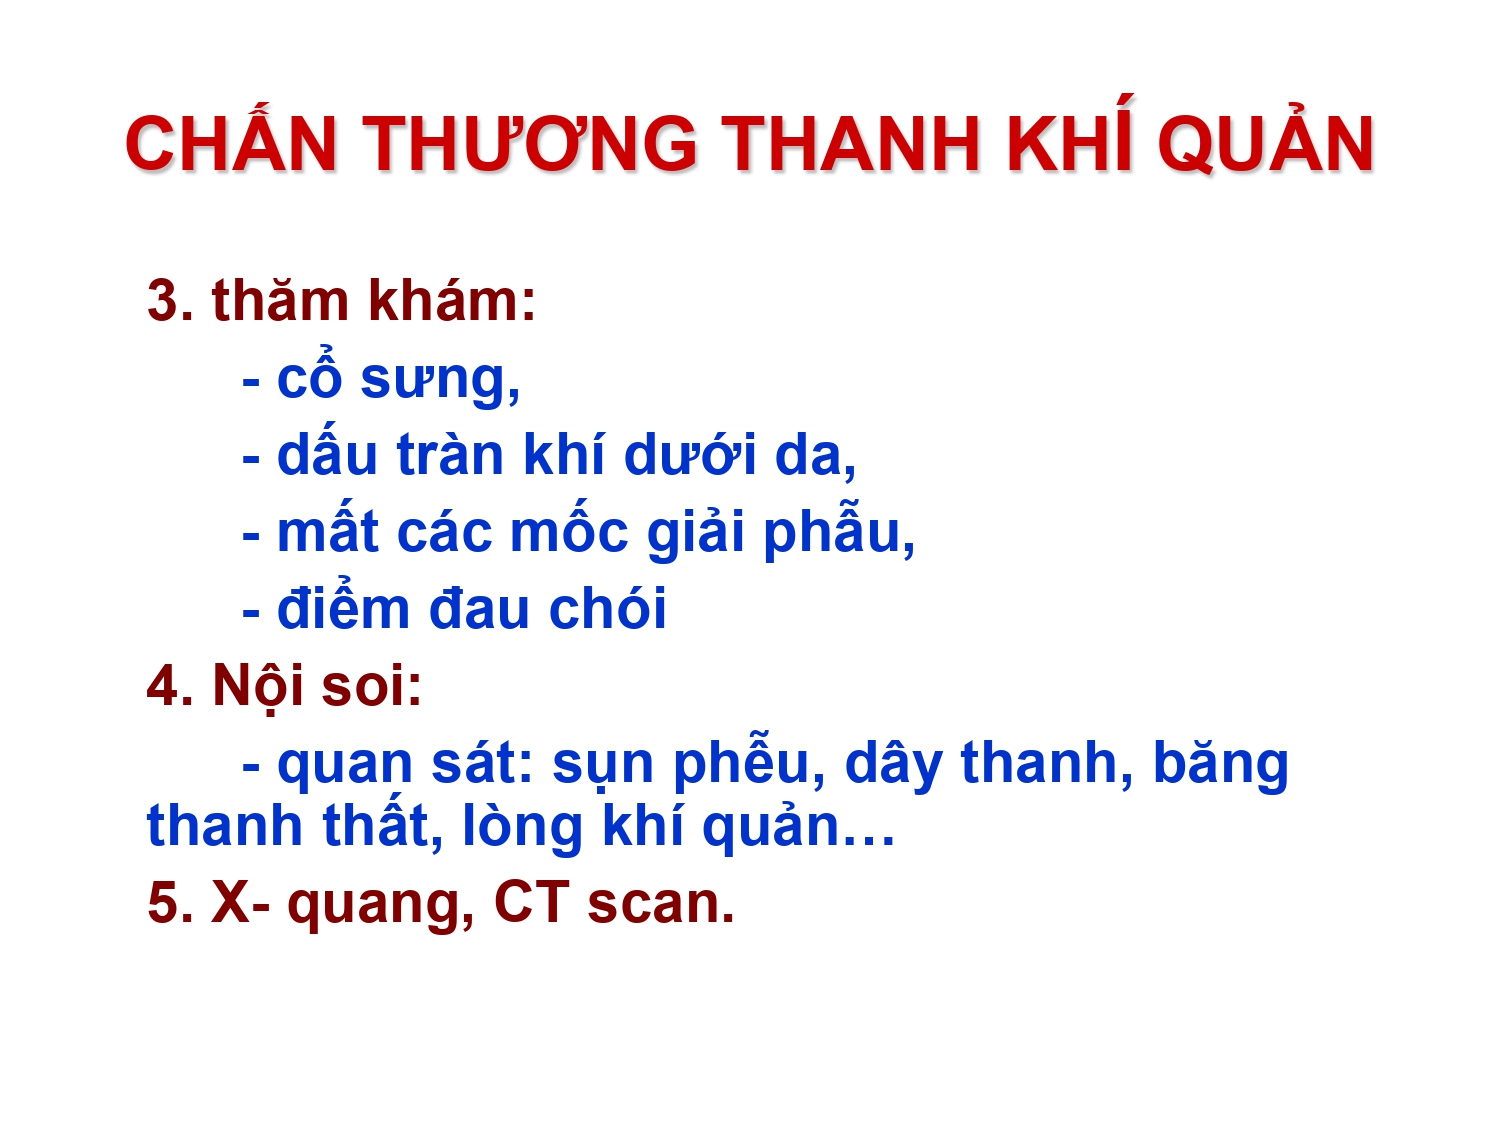 CHẤN THƯƠNG THANH KHÍ QUẢN
3. thăm khám:
- cổ sưng,
- dấu tràn khí dưới da,
- mất các mốc giải phẫu,
- điểm đau chói
4. Nội soi:
- quan sát: sụn phễu, dây thanh, băng
thanh thất, lòng khí quản…
5. X- quang, CT scan.